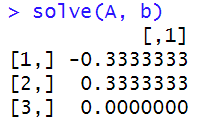 > solve(A, b)
[,1]
[1,] -0.3333333
[2,] 0.3333333
[3,] 0.0000000